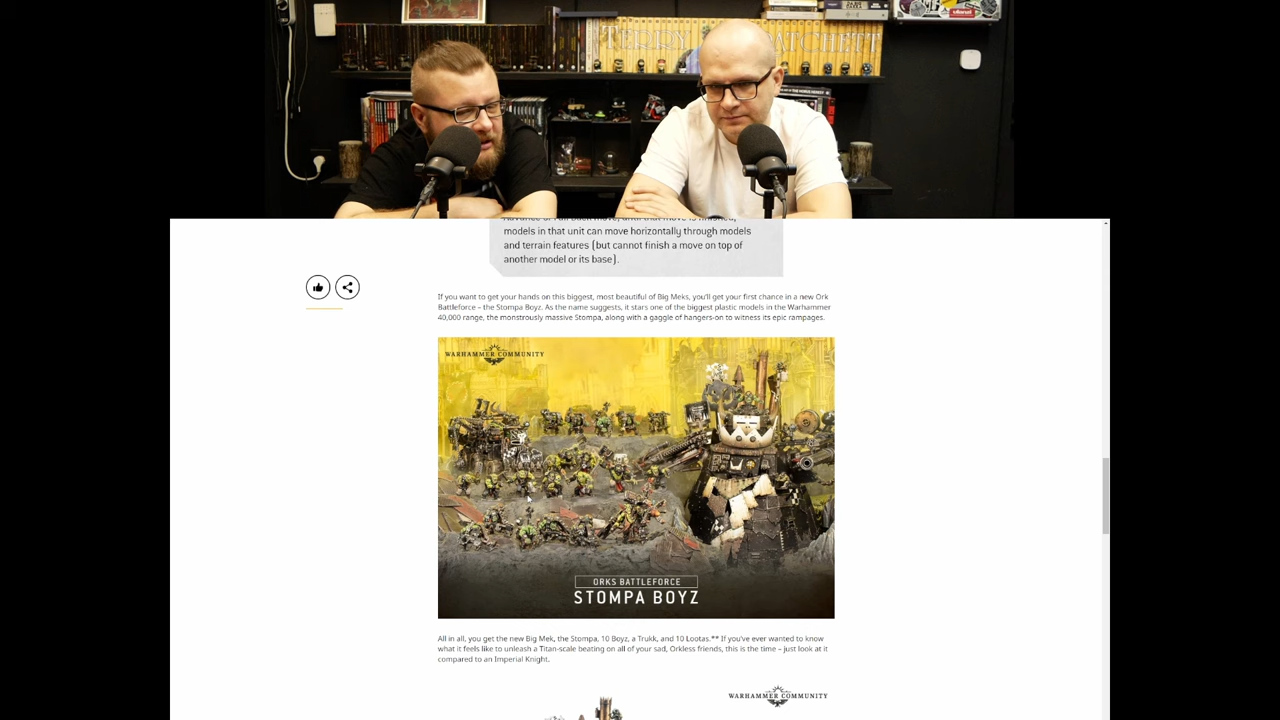 TERRY PRATCHETT
models in that unit can move horizontally through models
and terrain features (but cannot finish a move on top of
another model or its base).
If you want to get your hands on this biggest, most beautiful of Big Meks, you'll get your first chance in a new Ork
Battleforce – the Stompa Boyz. As the name suggests, it stars one of the biggest plastic models in the Warhammer
40,000 range, the monstrously massive Stompa, along with a gaggle of hangers-on to witness its epic rampages.
WARHAMMER COMMUNITY
ORKS BATTLEFORCE
STOMPA BOYZ
All in all, you get the new Big Mek, the Stompa, 10 Boyz, a Trukk, and 10 Lootas.** If you've ever wanted to know
what it feels like to unleash a Titan-scale beating on all of your sad, Orkless friends, this is the time – just look at it
compared to an Imperial Knight.
WARHAMMER COMMUNITY